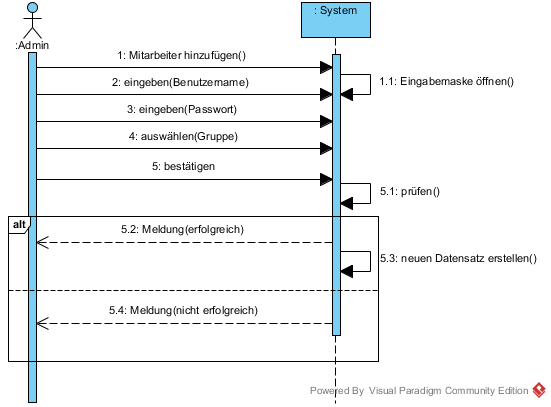 : System
:Admin
1: Mitarbeiter hinzufügen()
1.1: Eingabemaske öffnen()
2: eingeben(Benutzername)
3: eingeben(Passwort)
4: auswählen(Gruppe)
5: bestätigen
5.1: prüfen()
alt
5.2: Meldung(erfolgreich)
5.3: neuen Datensatz erstellen()
5.4: Meldung(nicht erfolgreich)
Powered By Visual Paradigm Community Edition